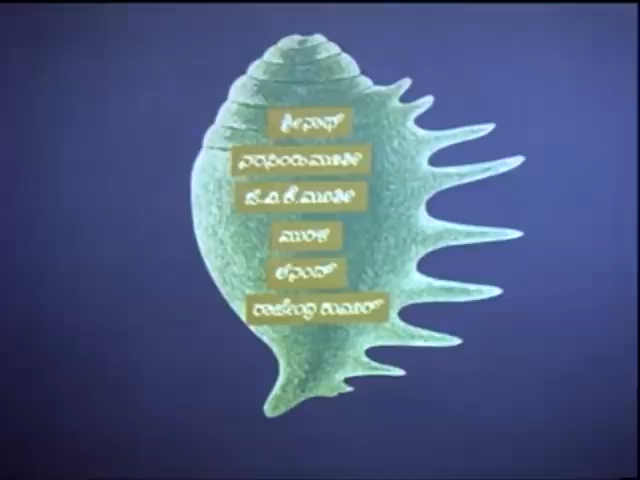 ಶ್ರೀನಾಥ್
ನರಸಿಂಹಮೂರ್ತಿ
ಜಿ.ವಿ.ಕೆ.ಮೂರ್ತಿ
ಮುರಳಿ
ಆನಂದ್
ರಾಜೇಂದ್ರ ಕುಮಾರ್